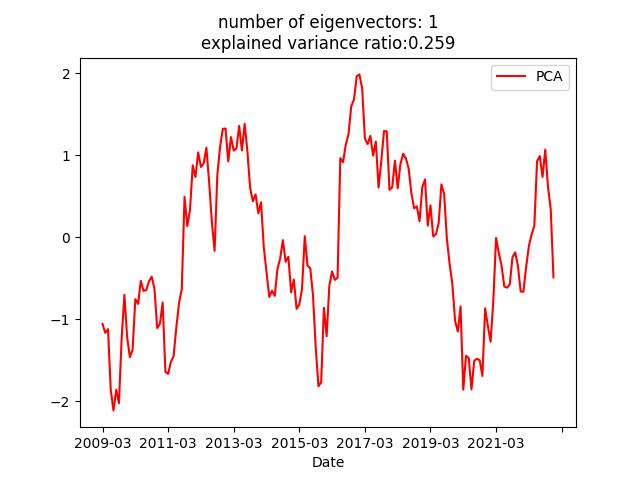 number of eigenvectors: 1
explained variance ratio:0.259
PCA
2
1
0
−1
−2
2009-03 2011-03 2013-03 2015-03 2017-03 2019-03 2021-03
Date